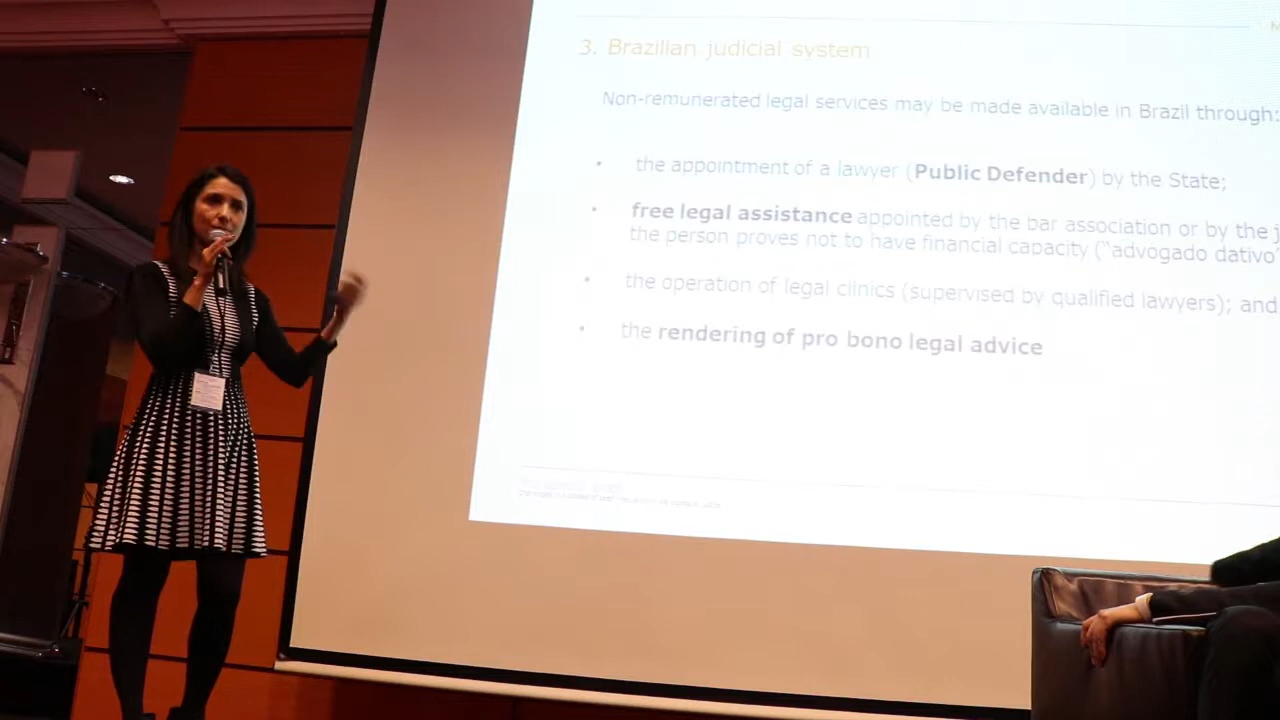 3. Brazilian judicial system
Non-remunerated legal services may be made available in Brazil through:
• the appointment of a lawyer (Public Defender) by the State;
• free legal assistance appointed by the bar association or by the
the person proves not to have financial capacity ("advogado dativo"
• the operation of legal clinics (supervised by qualified lawyers); and
• the rendering of pro bono legal advice